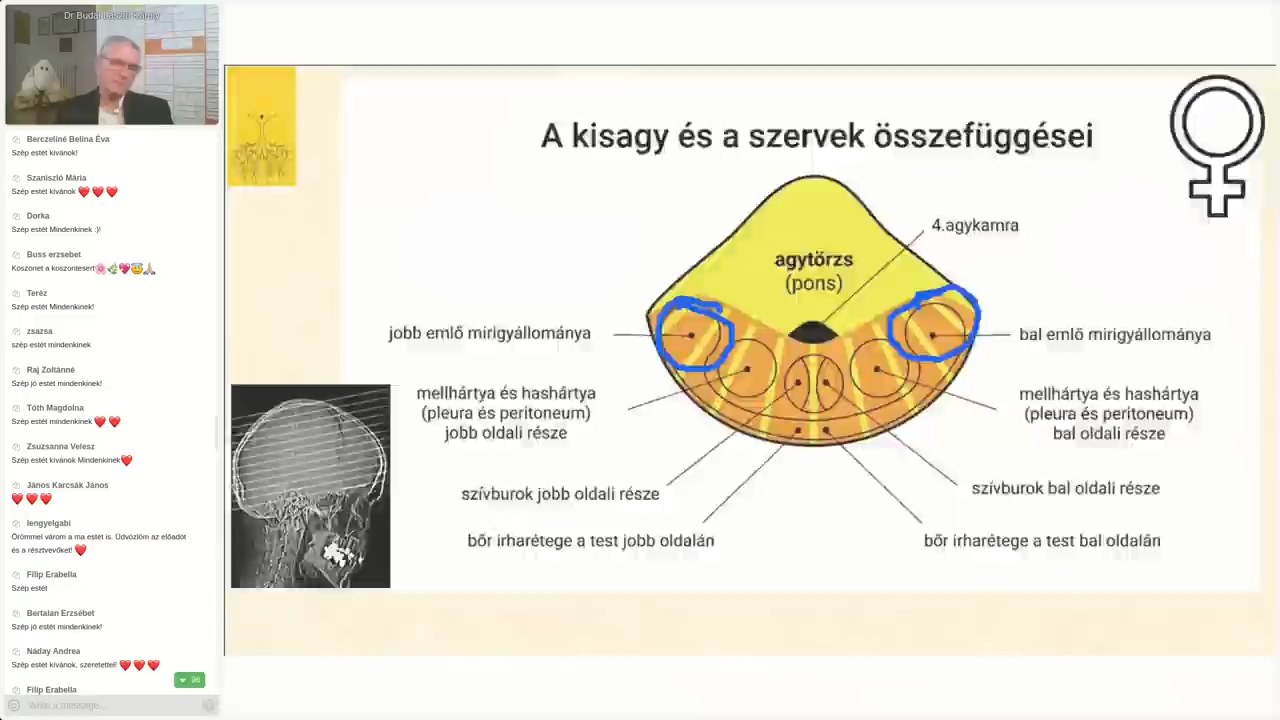 Dr Budai László Károly
Berczeliné Belina Éva
Szép estét kívánok!
Szaniszló Mária
Szép estét kívánok ❤️ ❤️ ❤️
Dorka
Szép estét Mindenkinek :)!
Buss erzsebet
Koszonet a koszontesert🌸🌿💖😇🙏
Teréz
Szép estét Mindenkinek!
zsazsa
szép estét mindenkinek
Raj Zoltánné
Szép jó estét mindenkinek!
Tóth Magdolna
Szép estét mindenkinek ❤️ ❤️
Zsuzsanna Velesz
Szép estét kívánok Mindenkinek❤️
János Karcsák János
❤️ ❤️ ❤️
lengyelgabi
Örömmel várom a ma estét is. Üdvözlöm az előadót
és a résztvevőket! ❤️
Filip Erabella
Szép estét
Bertalan Erzsébet
Szép jó estét mindenkinek!
Náday Andrea
Szép estét kívánok, szeretettel! ❤️ ❤️ ❤️
96
Filip Erabella
Write a message...
A kisagy és a szervek összefüggései
4.agykamra
agytörzs
(pons)
jobb emlő mirigyállománya
bal emlő mirigyállománya
mellhártya és hashártya
(pleura és peritoneum)
jobb oldali része
mellhártya és hashártya
(pleura és peritoneum)
bal oldali része
szívburok jobb oldali része
szívburok bal oldali része
bőr irharétege a test jobb oldalán
bőr irharétege a test bal oldalán